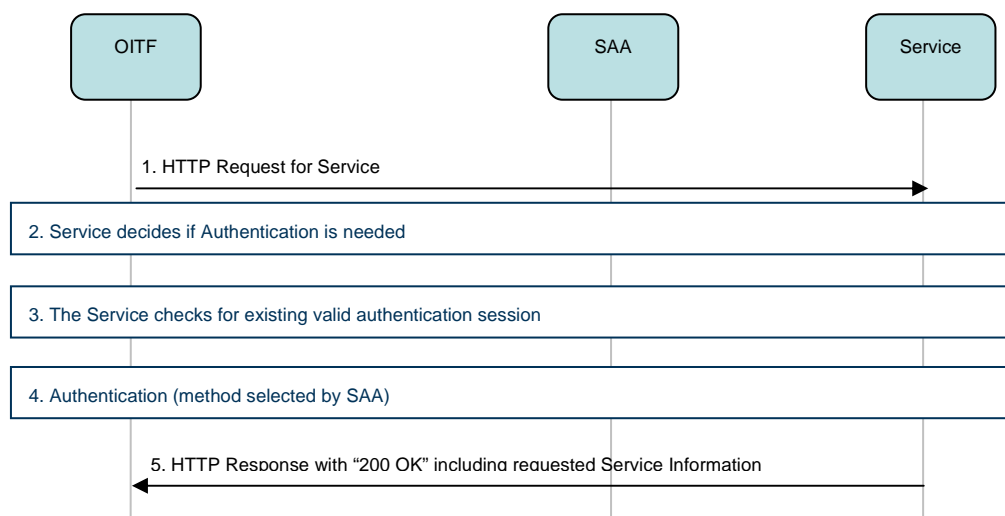 OITF
SAA
Service
1. HTTP Request for Service
2. Service decides if Authentication is needed
3. The Service checks for existing valid authentication session
4. Authentication (method selected by SAA)
5. HTTP Response with “200 OK” including requested Service Information